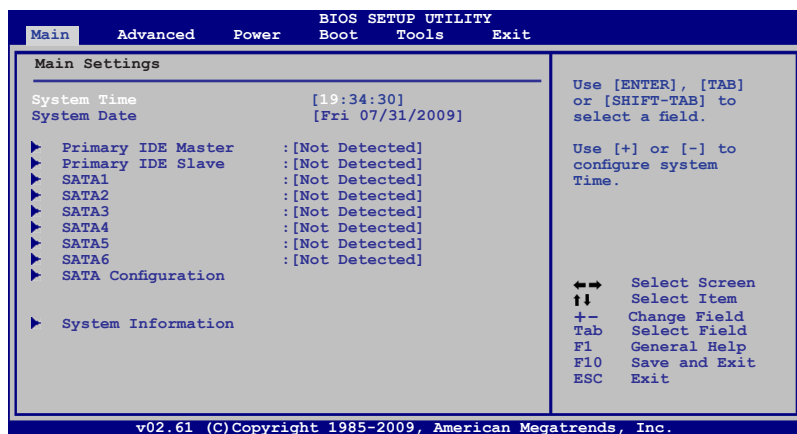 BIOS SETUP UTILITY
Main Advanced Power Boot Tools Exit
Main Settings
System Time [19:34:30]
System Date [Fri 07/31/2009]
Primary IDE Master :[Not Detected]
Primary IDE Slave :[Not Detected]
SATA1 :[Not Detected]
SATA2 :[Not Detected]
SATA3 :[Not Detected]
SATA4 :[Not Detected]
SATA5 :[Not Detected]
SATA6 :[Not Detected]
SATA Configuration
System Information
Use [ENTER], [TAB]
or [SHIFT-TAB] to
select a field.
Use [+] or [-] to
configure system
Time.
←→ Select Screen
↑↓ Select Item
+- Change Field
Tab Select Field
F1 General Help
F10 Save and Exit
ESC Exit
v02.61 (C)Copyright 1985-2009, American Megatrends, Inc.